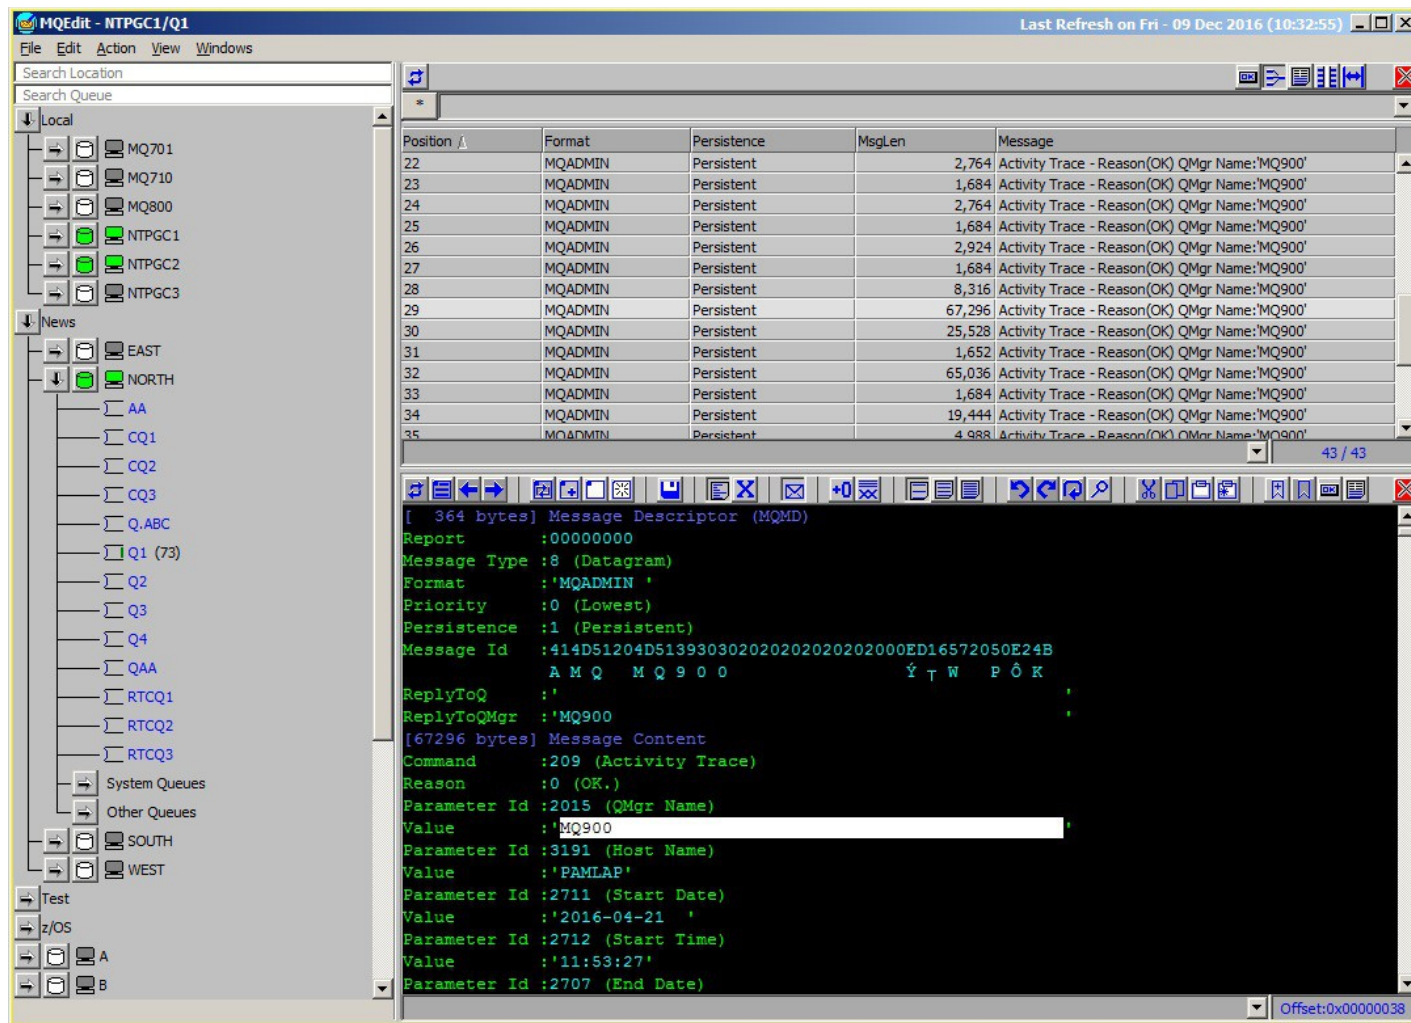 MQEdit - NTPGC1/Q1
Last Refresh on Fri - 09 Dec 2016 (10:32:55)
File Edit Action View Windows
Search Location
Search Queue
Local
MQ701
MQ710
MQ800
NTPGC1
NTPGC2
NTPGC3
News
EAST
NORTH
AA
CQ1
CQ2
CQ3
Q.ABC
Q1 (73)
Q2
Q3
Q4
QAA
RTCQ1
RTCQ2
RTCQ3
System Queues
Other Queues
SOUTH
WEST
Test
z/OS
A
B
*
Position Format Persistence MsgLen Message
22 MQADMIN Persistent 2,764 Activity Trace - Reason(OK) QMgr Name:'MQ900'
23 MQADMIN Persistent 1,684 Activity Trace - Reason(OK) QMgr Name:'MQ900'
24 MQADMIN Persistent 2,764 Activity Trace - Reason(OK) QMgr Name:'MQ900'
25 MQADMIN Persistent 1,684 Activity Trace - Reason(OK) QMgr Name:'MQ900'
26 MQADMIN Persistent 2,924 Activity Trace - Reason(OK) QMgr Name:'MQ900'
27 MQADMIN Persistent 1,684 Activity Trace - Reason(OK) QMgr Name:'MQ900'
28 MQADMIN Persistent 8,316 Activity Trace - Reason(OK) QMgr Name:'MQ900'
29 MQADMIN Persistent 67,296 Activity Trace - Reason(OK) QMgr Name:'MQ900'
30 MQADMIN Persistent 25,528 Activity Trace - Reason(OK) QMgr Name:'MQ900'
31 MQADMIN Persistent 1,652 Activity Trace - Reason(OK) QMgr Name:'MQ900'
32 MQADMIN Persistent 65,036 Activity Trace - Reason(OK) QMgr Name:'MQ900'
33 MQADMIN Persistent 1,684 Activity Trace - Reason(OK) QMgr Name:'MQ900'
34 MQADMIN Persistent 19,444 Activity Trace - Reason(OK) QMgr Name:'MQ900'
35 MQADMIN Persistent 4,988 Activity Trace - Reason(OK) QMgr Name:'MQ900'
43 / 43
[ 364 bytes] Message Descriptor (MQMD)
Report :00000000
Message Type :8 (Datagram)
Format :'MQADMIN '
Priority :0 (Lowest)
Persistence :1 (Persistent)
Message Id :414D51204D5139303020202020202020​00ED16572050E24B
A M Q M Q 9 0 0 Ý ┬ W P Ô K
ReplyToQ :' '
ReplyToQMgr :'MQ900 '
[67296 bytes] Message Content
Command :209 (Activity Trace)
Reason :0 (OK.)
Parameter Id :2015 (QMgr Name)
Value :'MQ900 '
Parameter Id :3191 (Host Name)
Value :'PAMLAP'
Parameter Id :2711 (Start Date)
Value :'2016-04-21 '
Parameter Id :2712 (Start Time)
Value :'11:53:27'
Parameter Id :2707 (End Date)
Offset:0x00000038